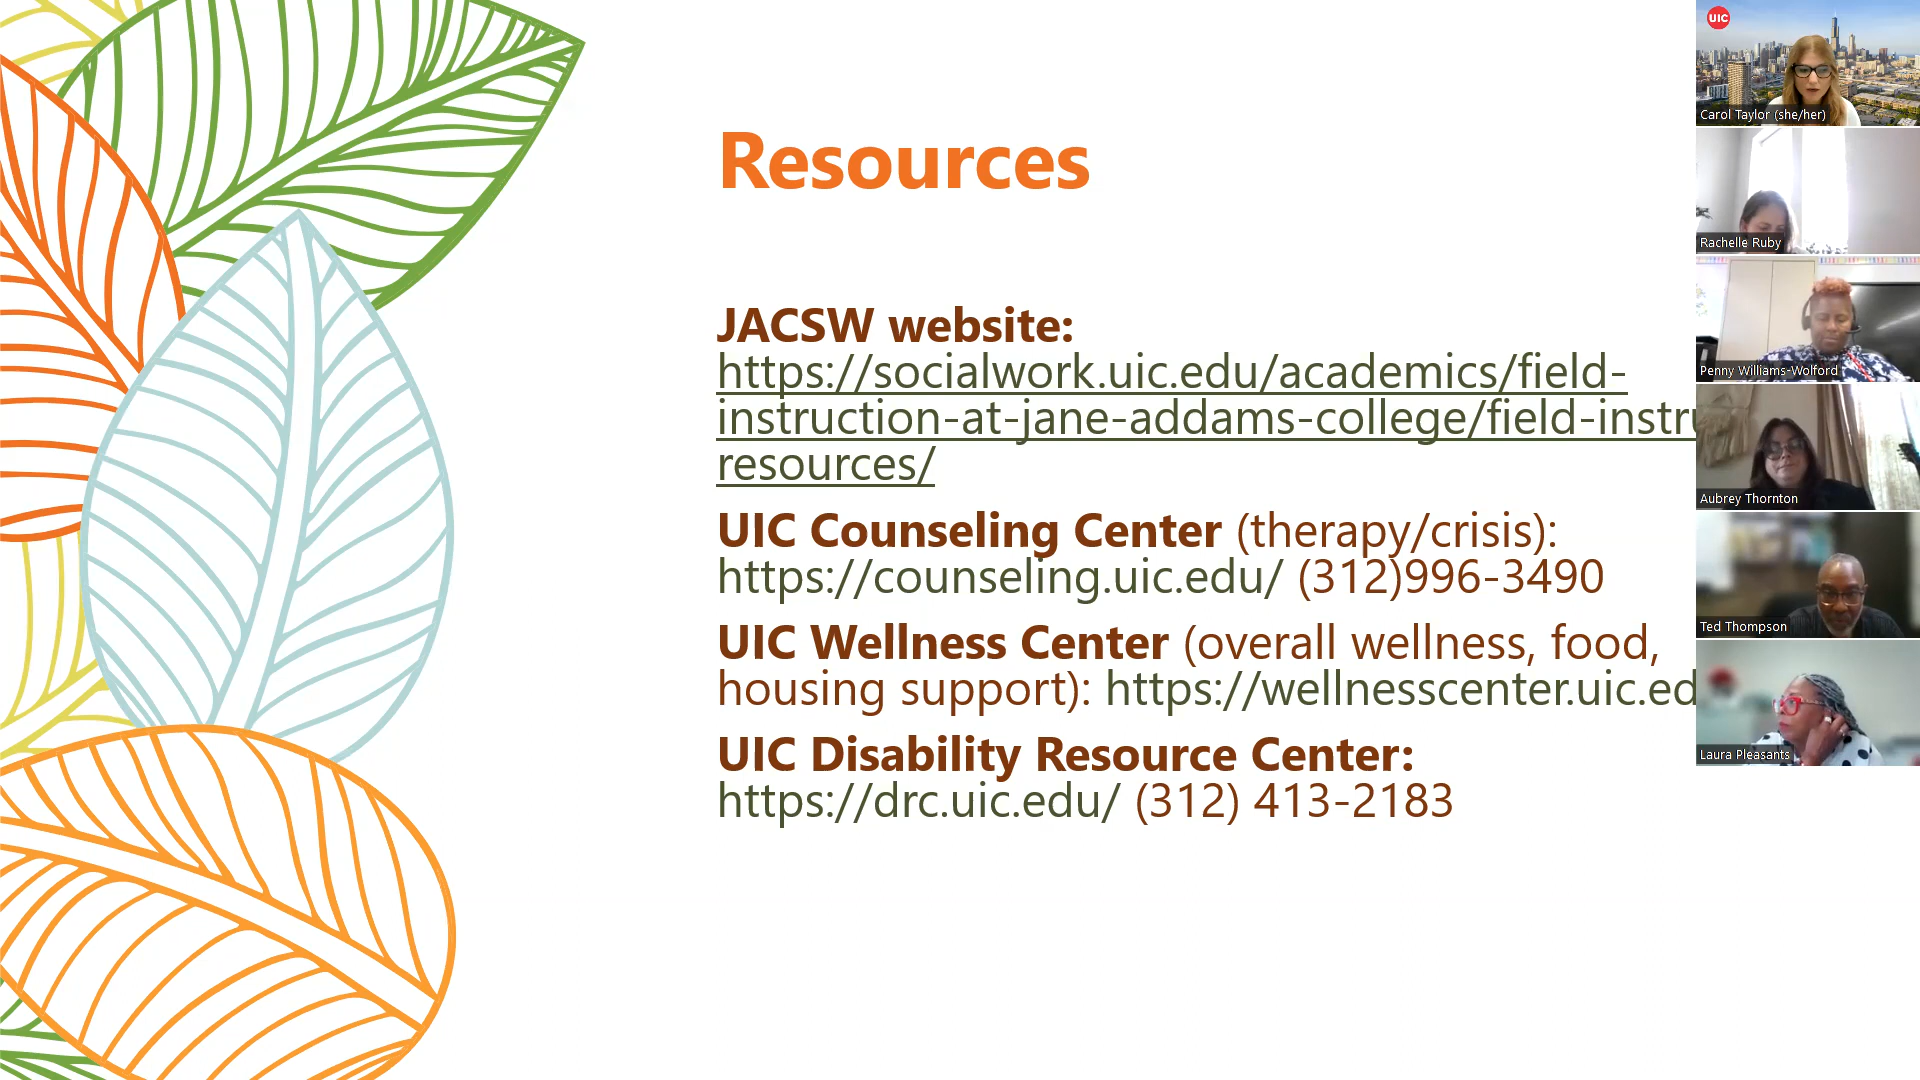 Resources
JACSW website:
https://socialwork.uic.edu/academics/field-
instruction-at-jane-addams-college/field-instru
resources/
UIC Counseling Center (therapy/crisis):
https://counseling.uic.edu/ (312)996-3490
UIC Wellness Center (overall wellness, food,
housing support): https://wellnesscenter.uic.ed
UIC Disability Resource Center:
https://drc.uic.edu/ (312) 413-2183
UIC
Carol Taylor (she/her)
Rachelle Ruby
Penny Williams-Wolford
Aubrey Thornton
Ted Thompson
Laura Pleasants